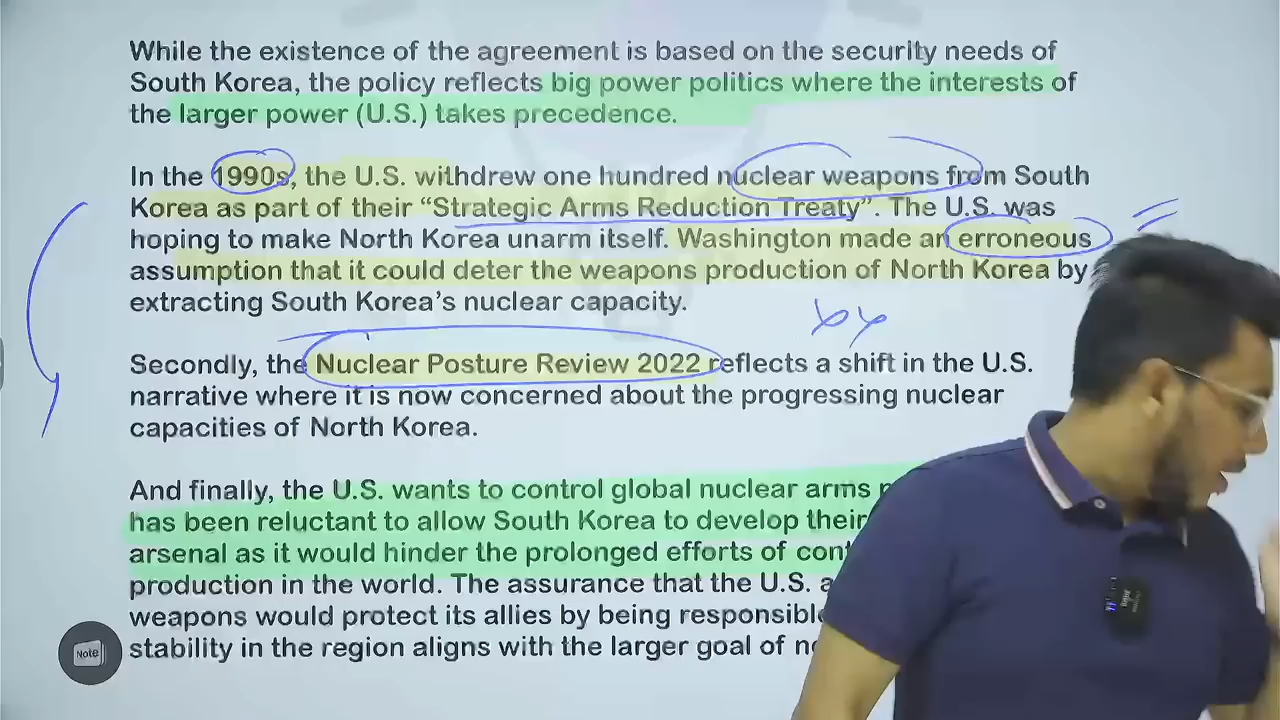 While the existence of the agreement is based on the security needs of
South Korea, the policy reflects big power politics where the interests of
the larger power (U.S.) takes precedence.
In the 1990s, the U.S. withdrew one hundred nuclear weapons from South
Korea as part of their “Strategic Arms Reduction Treaty”. The U.S. was
hoping to make North Korea unarm itself. Washington made an erroneous
assumption that it could deter the weapons production of North Korea by
extracting South Korea’s nuclear capacity.
Secondly, the Nuclear Posture Review 2022 reflects a shift in the U.S.
narrative where it is now concerned about the progressing nuclear
capacities of North Korea.
And finally, the U.S. wants to control global nuclear arms
has been reluctant to allow South Korea to develop their
arsenal as it would hinder the prolonged efforts of
production in the world. The assurance that the U.S.
weapons would protect its allies by being
stability in the region aligns with the larger goal of
Note